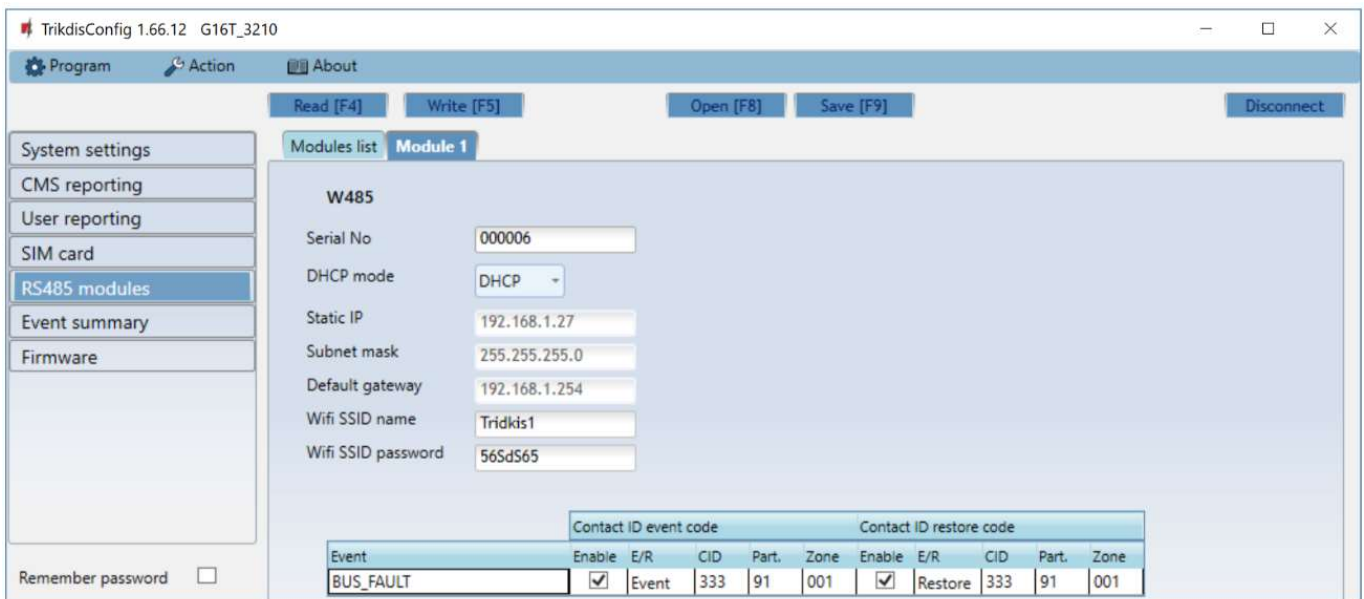 TrikdisConfig 1.66.12 G16T_3210
Program Action About
Read [F4] Write [F5] Open [F8] Save [F9] Disconnect
System settings
CMS reporting
User reporting
SIM card
RS485 modules
Event summary
Firmware
Remember password
Modules list Module 1
W485
Serial No 000006
DHCP mode DHCP
Static IP 192.168.1.27
Subnet mask 255.255.255.0
Default gateway 192.168.1.254
Wifi SSID name Tridkis1
Wifi SSID password 56SdS65
Contact ID event code Contact ID restore code
Event Enable E/R CID Part. Zone Enable E/R CID Part. Zone
BUS_FAULT Event 333 91 001 Restore 333 91 001